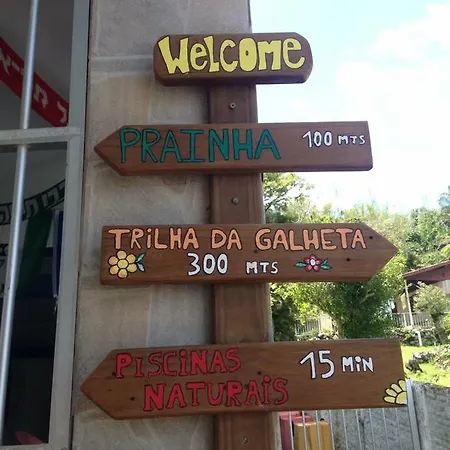 WELCOME
PRAINHA 100 MTS
TRILHA DA GALHETA
300 MTS
PISCINAS 15 MIN
NATURAIS